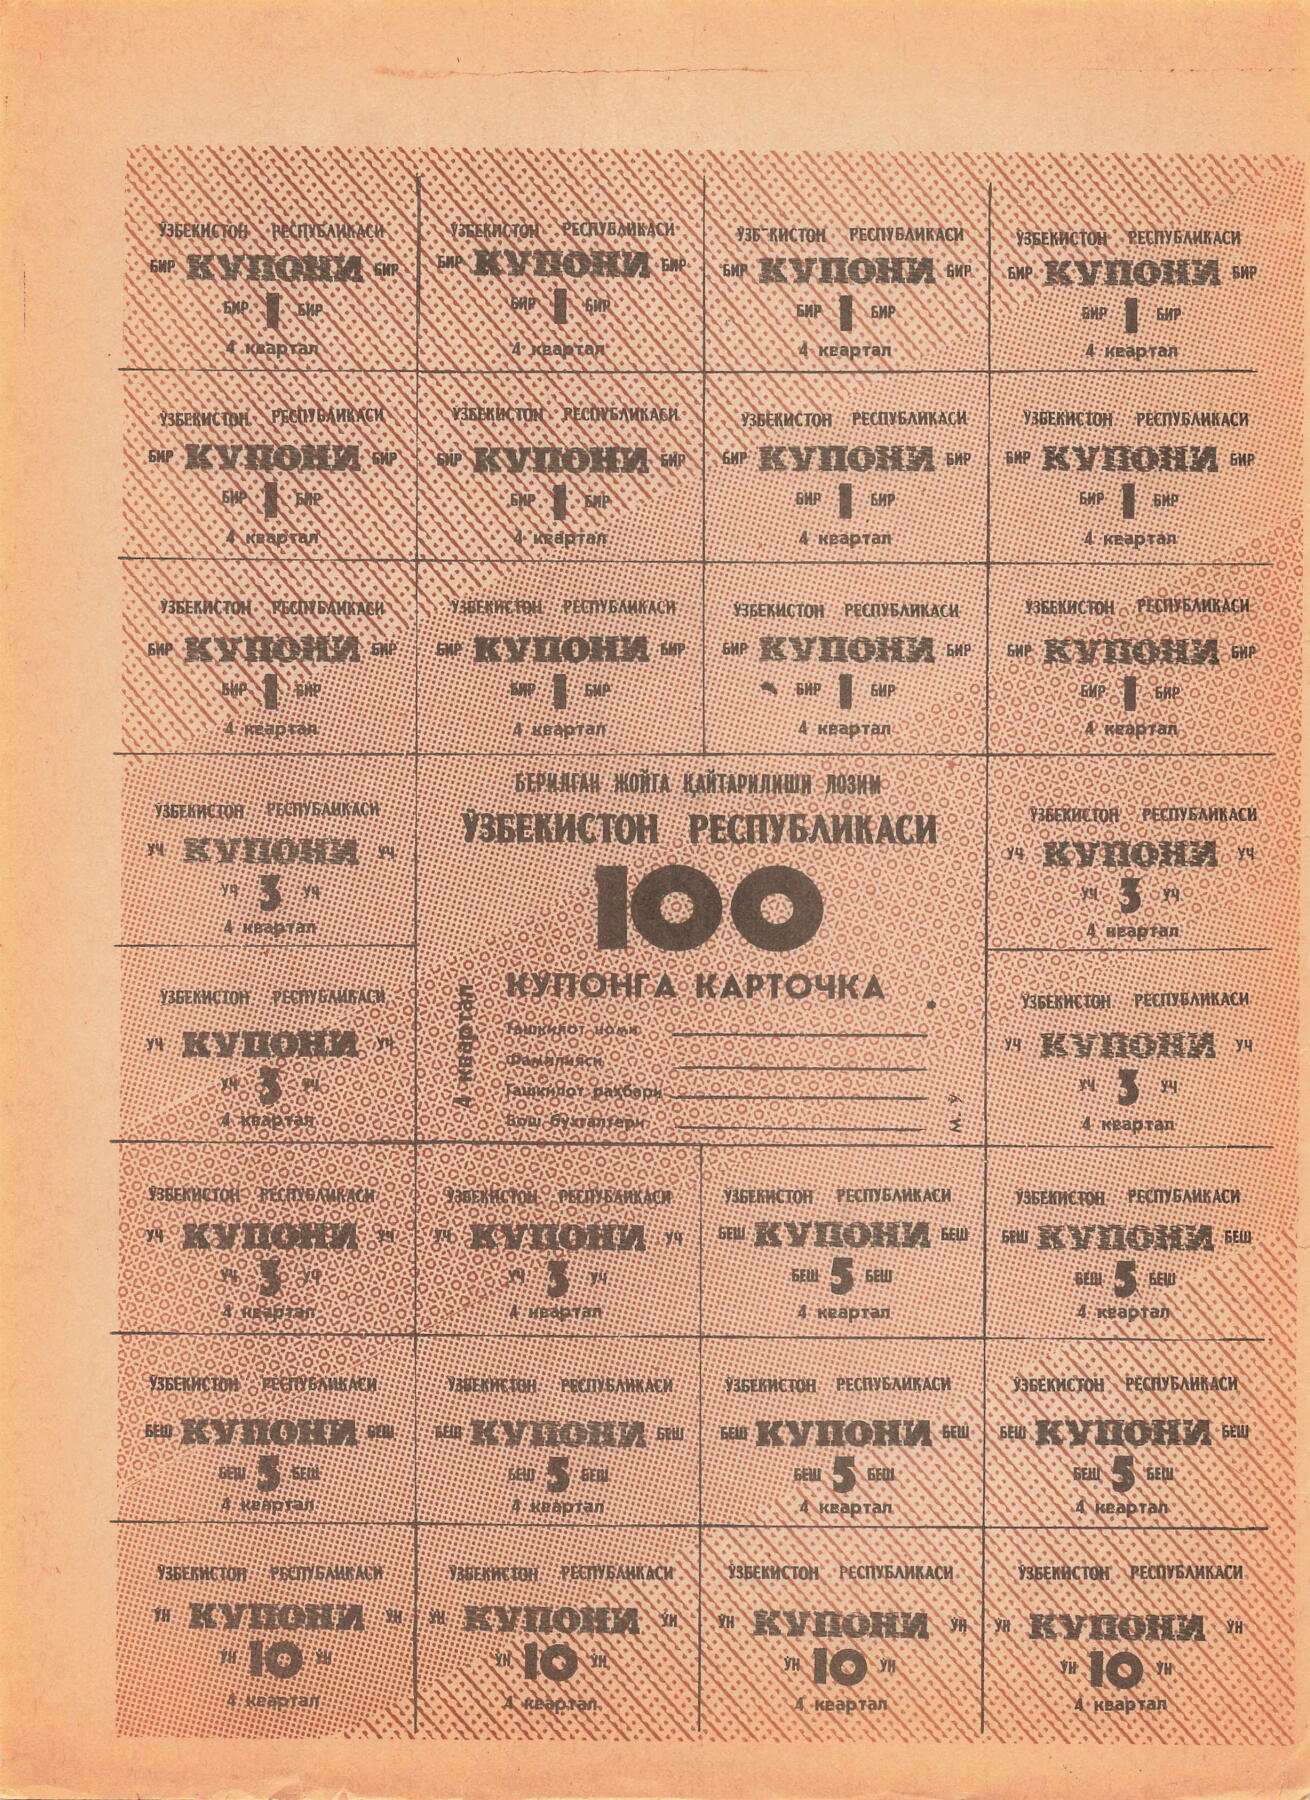 ЎЗБЕКИСТОН РЕСПУБЛИКАСИ
БИР КУПОНИ БИР
БИР 1 БИР
4 квартал
ЎЗБЕКИСТОН РЕСПУБЛИКАСИ
БИР КУПОНИ БИР
БИР 1 БИР
4 квартал
ЎЗБЕКИСТОН РЕСПУБЛИКАСИ
БИР КУПОНИ БИР
БИР 1 БИР
4 квартал
ЎЗБЕКИСТОН РЕСПУБЛИКАСИ
БИР КУПОНИ БИР
БИР 1 БИР
4 квартал
ЎЗБЕКИСТОН РЕСПУБЛИКАСИ
БИР КУПОНИ БИР
БИР 1 БИР
4 квартал
ЎЗБЕКИСТОН РЕСПУБЛИКАСИ
БИР КУПОНИ БИР
БИР 1 БИР
4 квартал
ЎЗБЕКИСТОН РЕСПУБЛИКАСИ
БИР КУПОНИ БИР
БИР 1 БИР
4 квартал
ЎЗБЕКИСТОН РЕСПУБЛИКАСИ
БИР КУПОНИ БИР
БИР 1 БИР
4 квартал
ЎЗБЕКИСТОН РЕСПУБЛИКАСИ
БИР КУПОНИ БИР
БИР 1 БИР
4 квартал
ЎЗБЕКИСТОН РЕСПУБЛИКАСИ
БИР КУПОНИ БИР
БИР 1 БИР
4 квартал
ЎЗБЕКИСТОН РЕСПУБЛИКАСИ
БИР КУПОНИ БИР
БИР 1 БИР
4 квартал
ЎЗБЕКИСТОН РЕСПУБЛИКАСИ
БИР КУПОНИ БИР
БИР 1 БИР
4 квартал
ЎЗБЕКИСТОН РЕСПУБЛИКАСИ
УЧ КУПОНИ УЧ
УЧ 3 УЧ
4 квартал
ЎЗБЕКИСТОН РЕСПУБЛИКАСИ
УЧ КУПОНИ УЧ
УЧ 3 УЧ
4 квартал
БЕРИЛГАН ЖОЙГА ҚАЙТАРИЛИШИ ЛОЗИМ
ЎЗБЕКИСТОН РЕСПУБЛИКАСИ
100
КУПОНГА КАРТОЧКА
4 квартал
Ташкилот номи
Фамилияси
Ташкилот раҳбари
Бош бухгалтери
М Ў
ЎЗБЕКИСТОН РЕСПУБЛИКАСИ
УЧ КУПОНИ УЧ
УЧ 3 УЧ
4 квартал
ЎЗБЕКИСТОН РЕСПУБЛИКАСИ
УЧ КУПОНИ УЧ
УЧ 3 УЧ
4 квартал
ЎЗБЕКИСТОН РЕСПУБЛИКАСИ
УЧ КУПОНИ УЧ
УЧ 3 УЧ
4 квартал
ЎЗБЕКИСТОН РЕСПУБЛИКАСИ
УЧ КУПОНИ УЧ
УЧ 3 УЧ
4 квартал
ЎЗБЕКИСТОН РЕСПУБЛИКАСИ
БЕШ КУПОНИ БЕШ
БЕШ 5 БЕШ
4 квартал
ЎЗБЕКИСТОН РЕСПУБЛИКАСИ
БЕШ КУПОНИ БЕШ
БЕШ 5 БЕШ
4 квартал
ЎЗБЕКИСТОН РЕСПУБЛИКАСИ
БЕШ КУПОНИ БЕШ
БЕШ 5 БЕШ
4 квартал
ЎЗБЕКИСТОН РЕСПУБЛИКАСИ
БЕШ КУПОНИ БЕШ
БЕШ 5 БЕШ
4 квартал
ЎЗБЕКИСТОН РЕСПУБЛИКАСИ
БЕШ КУПОНИ БЕШ
БЕШ 5 БЕШ
4 квартал
ЎЗБЕКИСТОН РЕСПУБЛИКАСИ
БЕШ КУПОНИ БЕШ
БЕШ 5 БЕШ
4 квартал
ЎЗБЕКИСТОН РЕСПУБЛИКАСИ
ЎН КУПОНИ ЎН
ЎН 10 ЎН
4 квартал
ЎЗБЕКИСТОН РЕСПУБЛИКАСИ
ЎН КУПОНИ ЎН
ЎН 10 ЎН
4 квартал
ЎЗБЕКИСТОН РЕСПУБЛИКАСИ
ЎН КУПОНИ ЎН
ЎН 10 ЎН
4 квартал
ЎЗБЕКИСТОН РЕСПУБЛИКАСИ
ЎН КУПОНИ ЎН
ЎН 10 ЎН
4 квартал